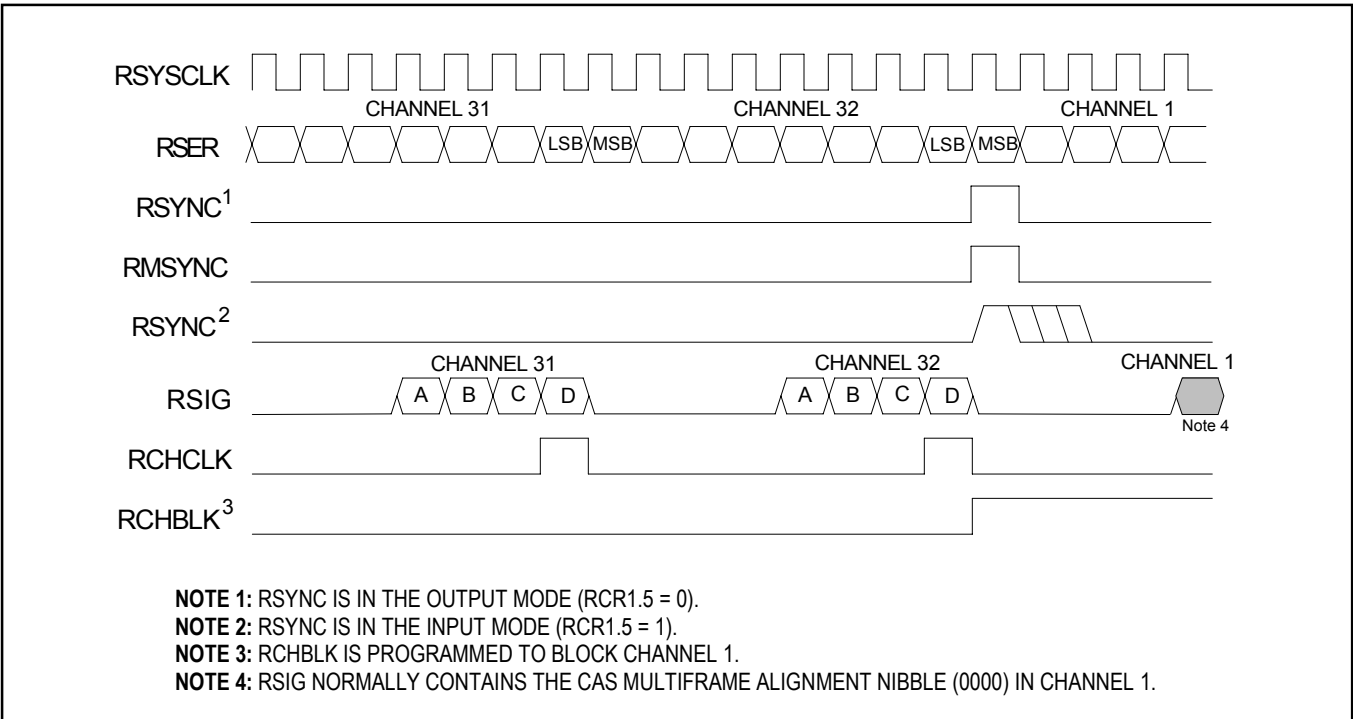 RSYSCLK
CHANNEL 31 CHANNEL 32 CHANNEL 1
RSER LSB MSB LSB MSB
RSYNC1
RMSYNC
RSYNC2
CHANNEL 31 CHANNEL 32 CHANNEL 1
RSIG A B C D A B C D
Note 4
RCHCLK
RCHBLK3
NOTE 1: RSYNC IS IN THE OUTPUT MODE (RCR1.5 = 0).
NOTE 2: RSYNC IS IN THE INPUT MODE (RCR1.5 = 1).
NOTE 3: RCHBLK IS PROGRAMMED TO BLOCK CHANNEL 1.
NOTE 4: RSIG NORMALLY CONTAINS THE CAS MULTIFRAME ALIGNMENT NIBBLE (0000) IN CHANNEL 1.